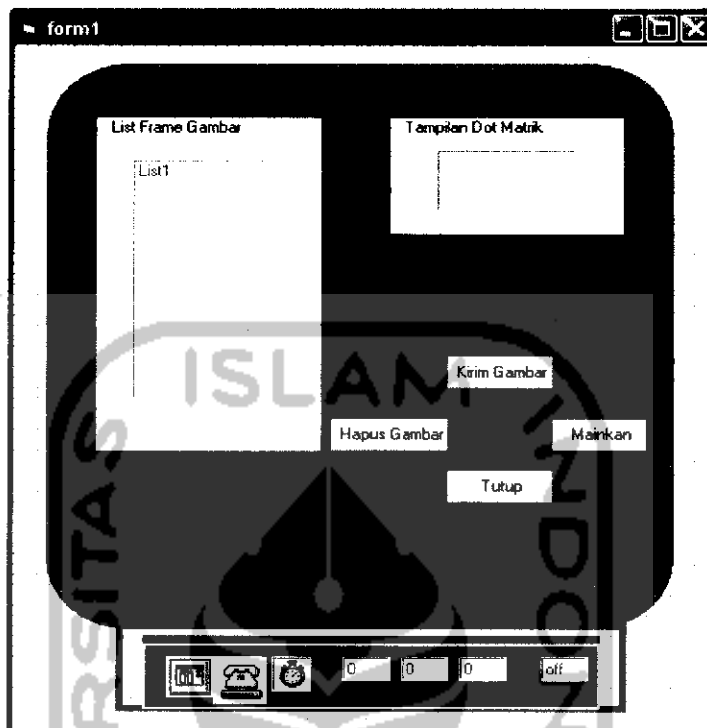 form1
List Frame Gambar
Tampilan Dot Matrik
List1
ISLAM
Kirim Gambar
Hapus Gambar
Mainkan
Tutup
0
0
0
off